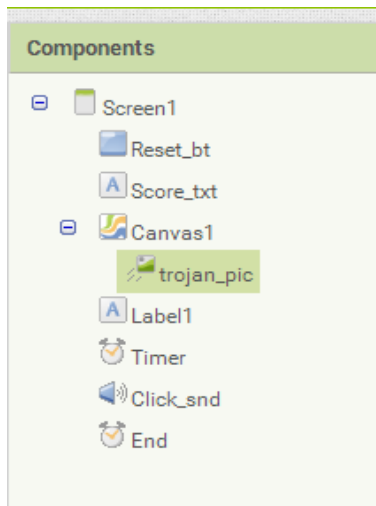 Components
Screen1
Reset_bt
A Score_txt
Canvas1
trojan_pic
A Label1
Timer
Click_snd
End